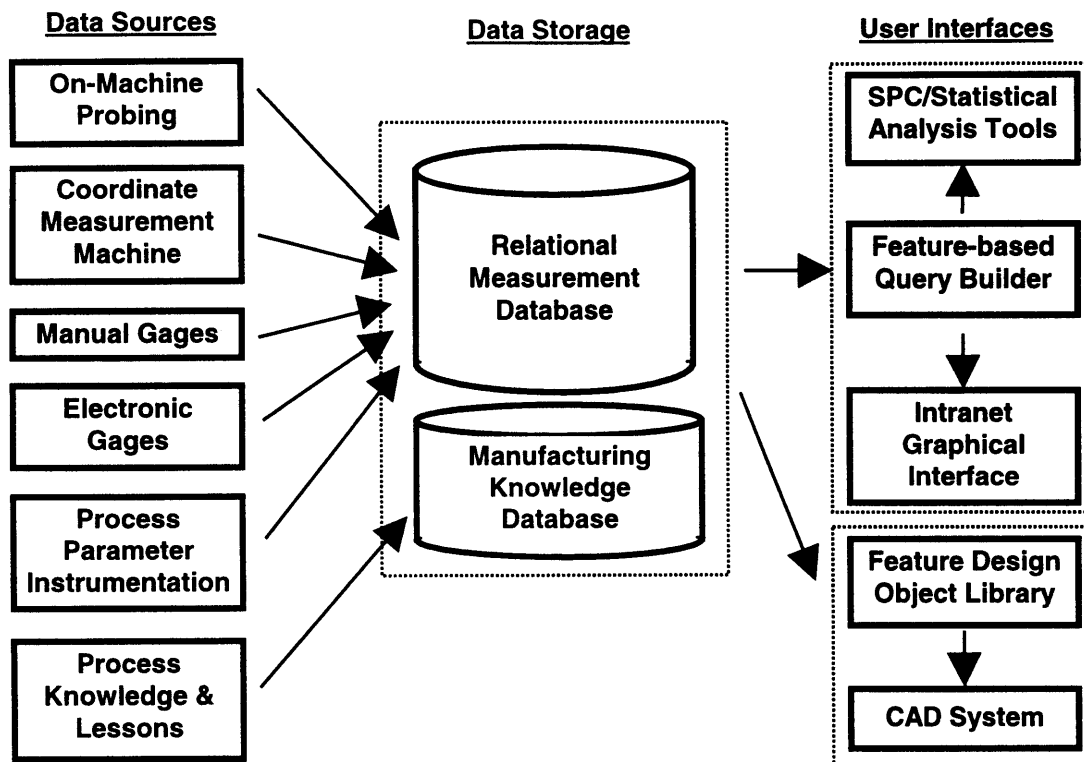 Data Sources
On-Machine
Probing
Coordinate
Measurement
Machine
Manual Gages
Electronic
Gages
Process
Parameter
Instrumentation
Process
Knowledge &
Lessons
Data Storage
Relational
Measurement
Database
Manufacturing
Knowledge
Database
User Interfaces
SPC/Statistical
Analysis Tools
Feature-based
Query Builder
Intranet
Graphical
Interface
Feature Design
Object Library
CAD System